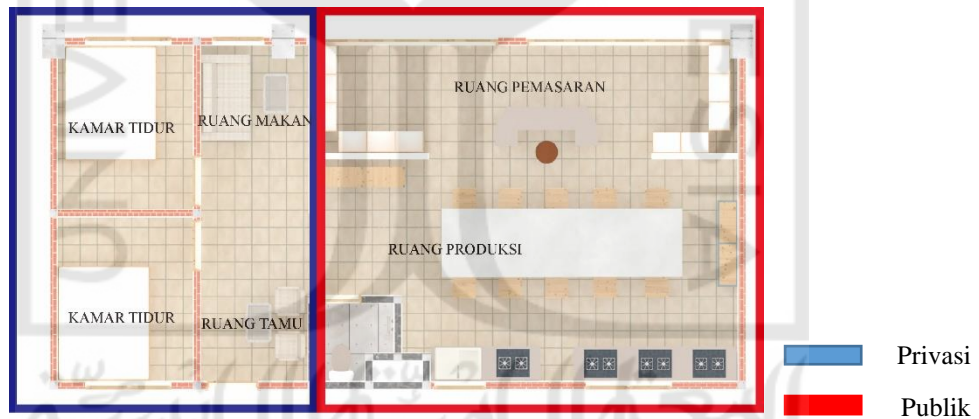 RUANG PEMASARAN
KAMAR TIDUR
RUANG MAKAN
RUANG PRODUKSI
KAMAR TIDUR
RUANG TAMU
Privasi
Publik